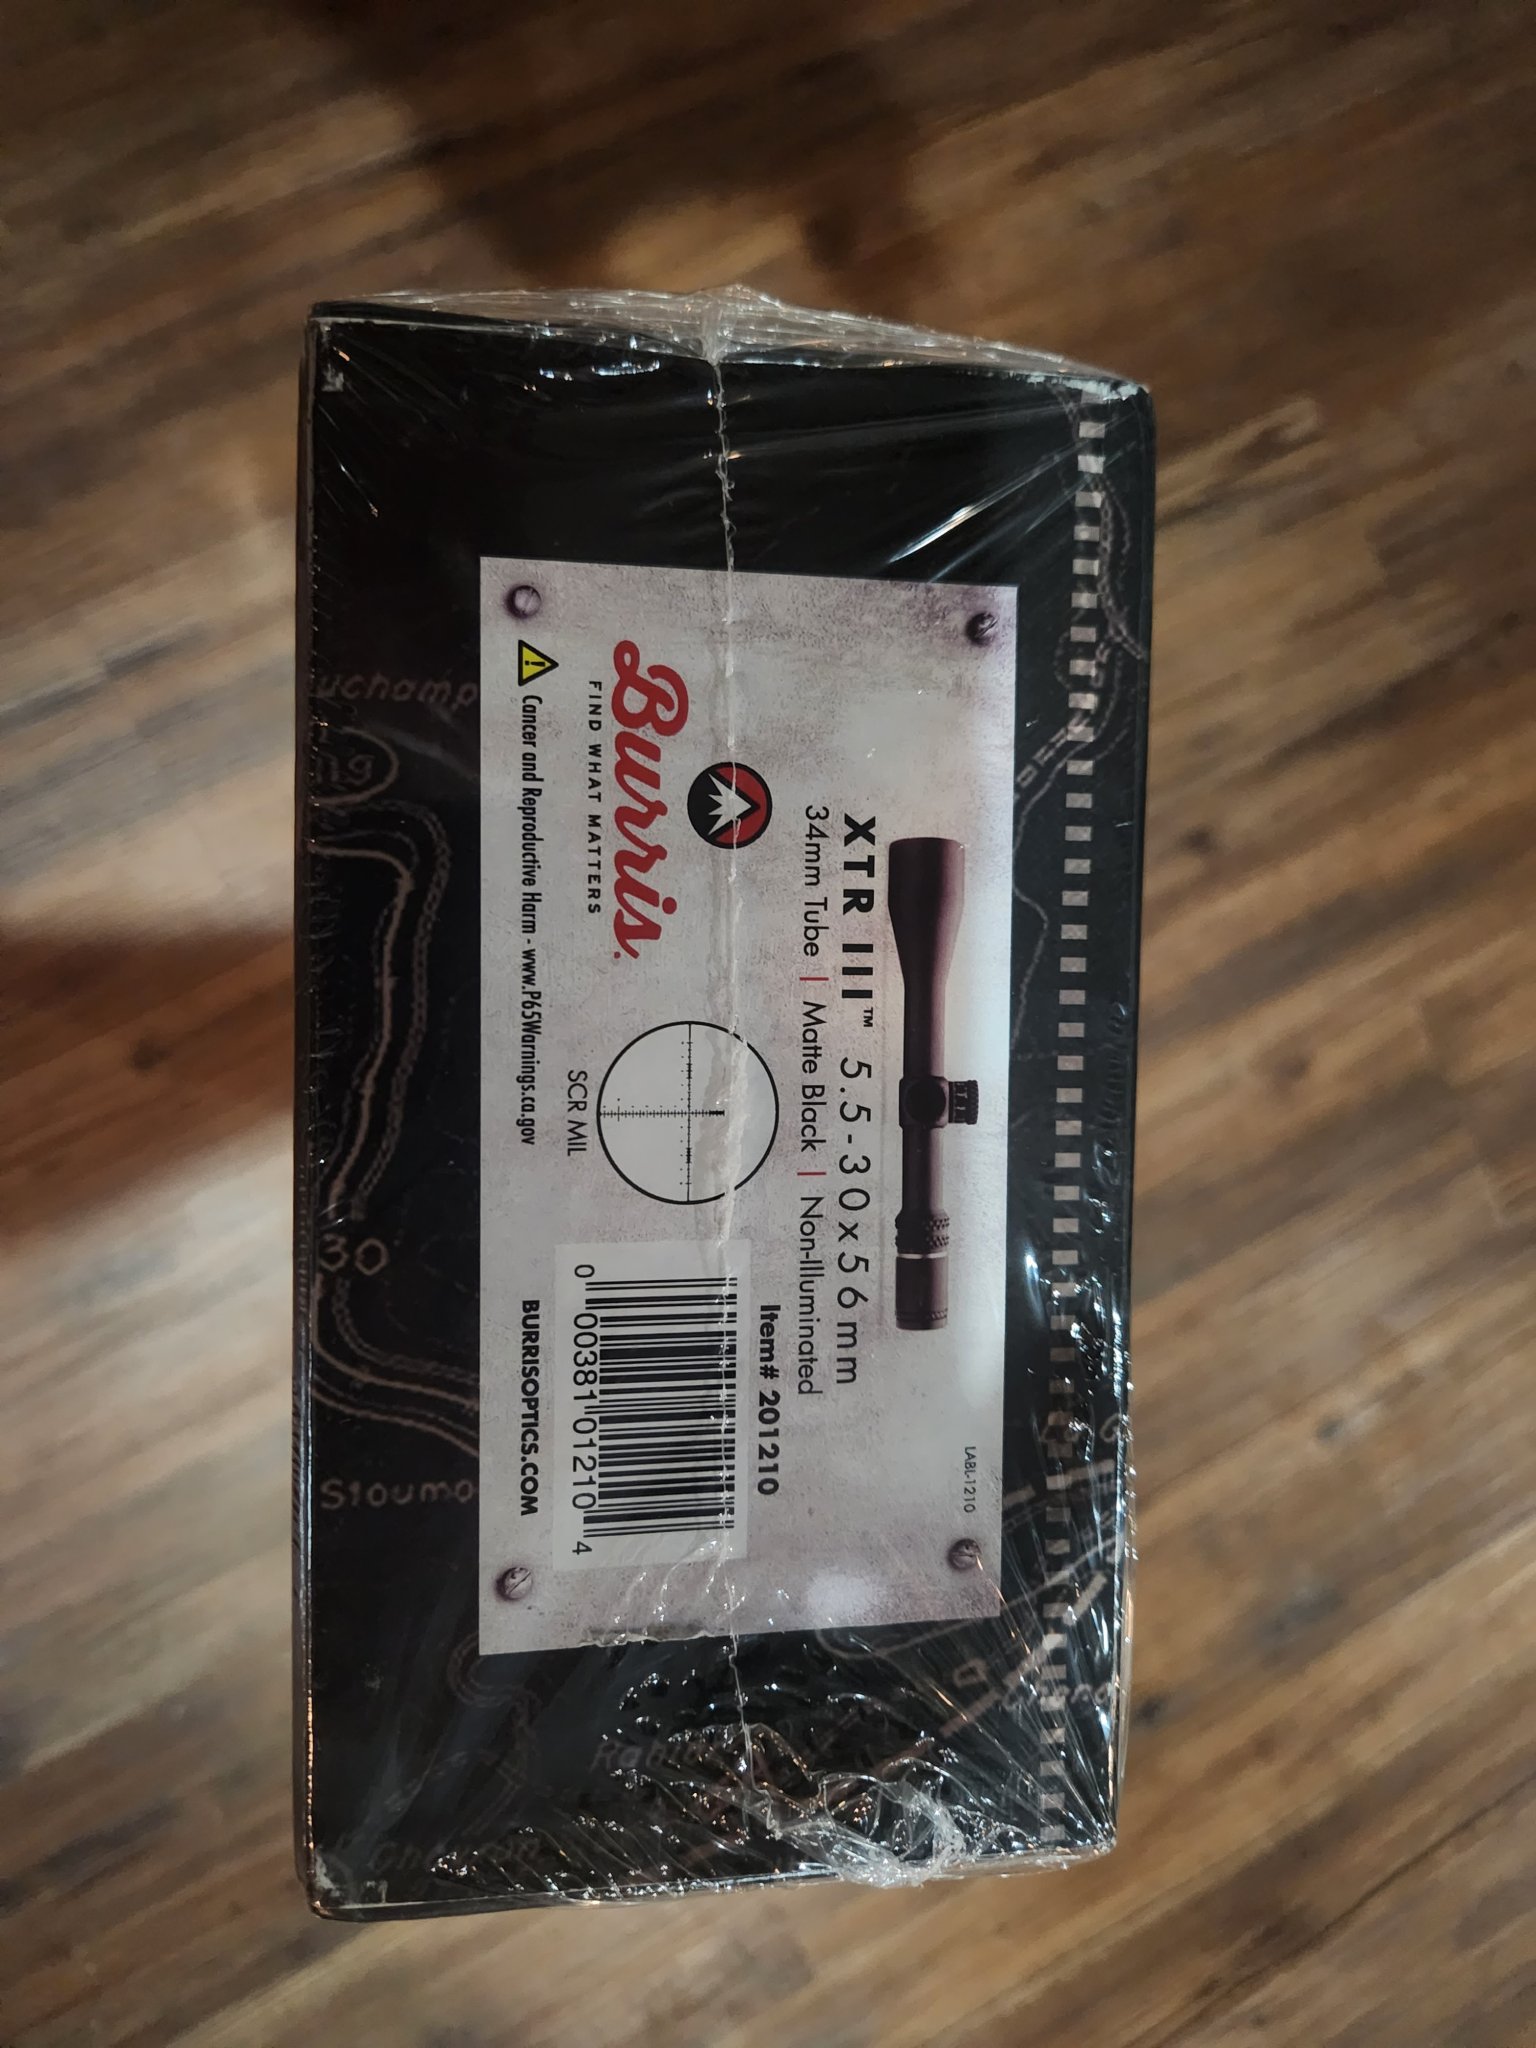 LABL-1210
XTR III™ 5.5-30x56mm
34mm Tube | Matte Black | Non-Illuminated
Item# 201210
Burris.
FIND WHAT MATTERS
SCR MIL
0 00381 01210 4
Cancer and Reproductive Harm - www.P65Warnings.ca.gov
BURRISOPTICS.COM
uchamp
30
Stoumo